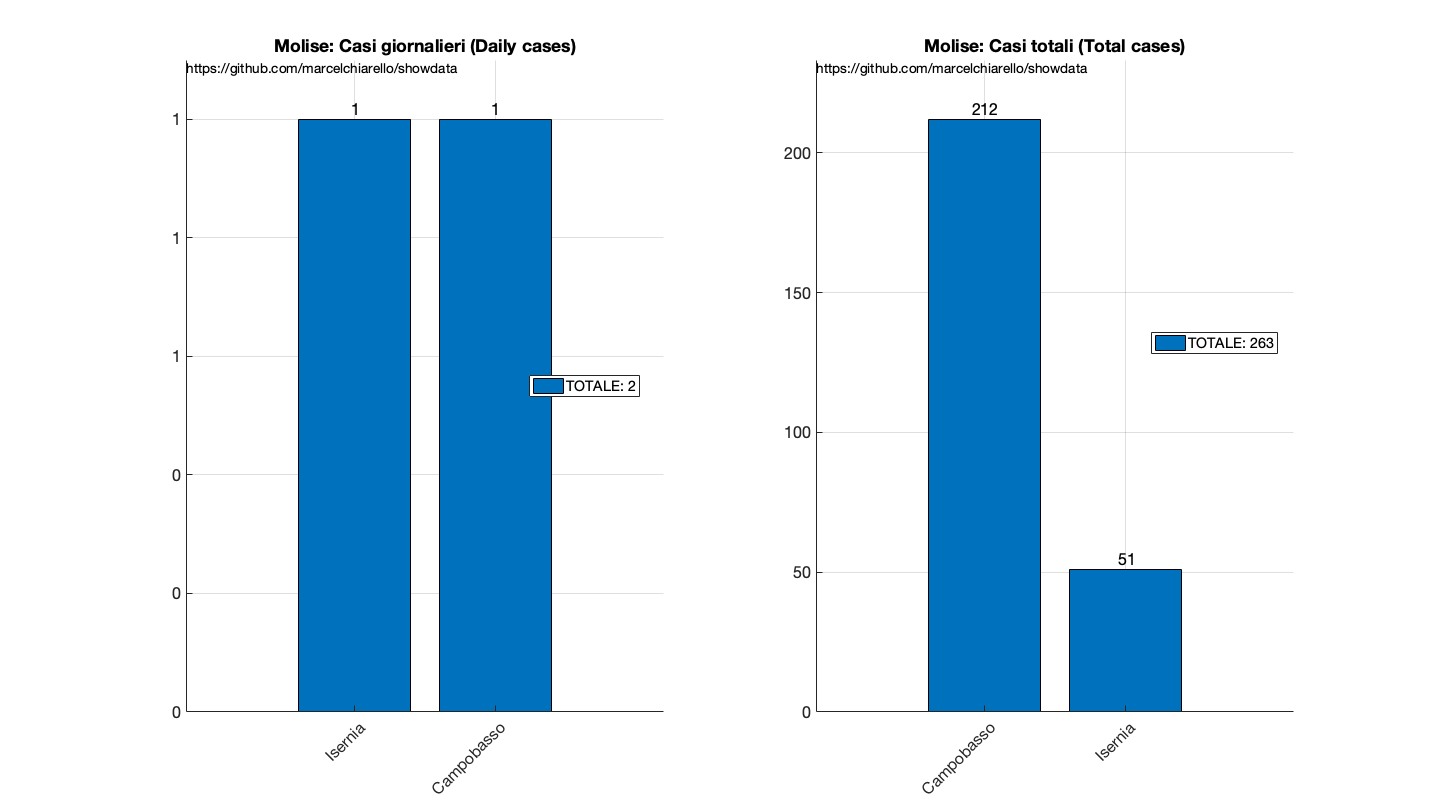 Molise: Casi giornalieri (Daily cases)
https://github.com/marcelchiarello/showdata
1
1
1
1
1
0
0
0
TOTALE: 2
Isernia
Campobasso
Molise: Casi totali (Total cases)
https://github.com/marcelchiarello/showdata
212
200
150
TOTALE: 263
100
51
50
0
Campobasso
Isernia